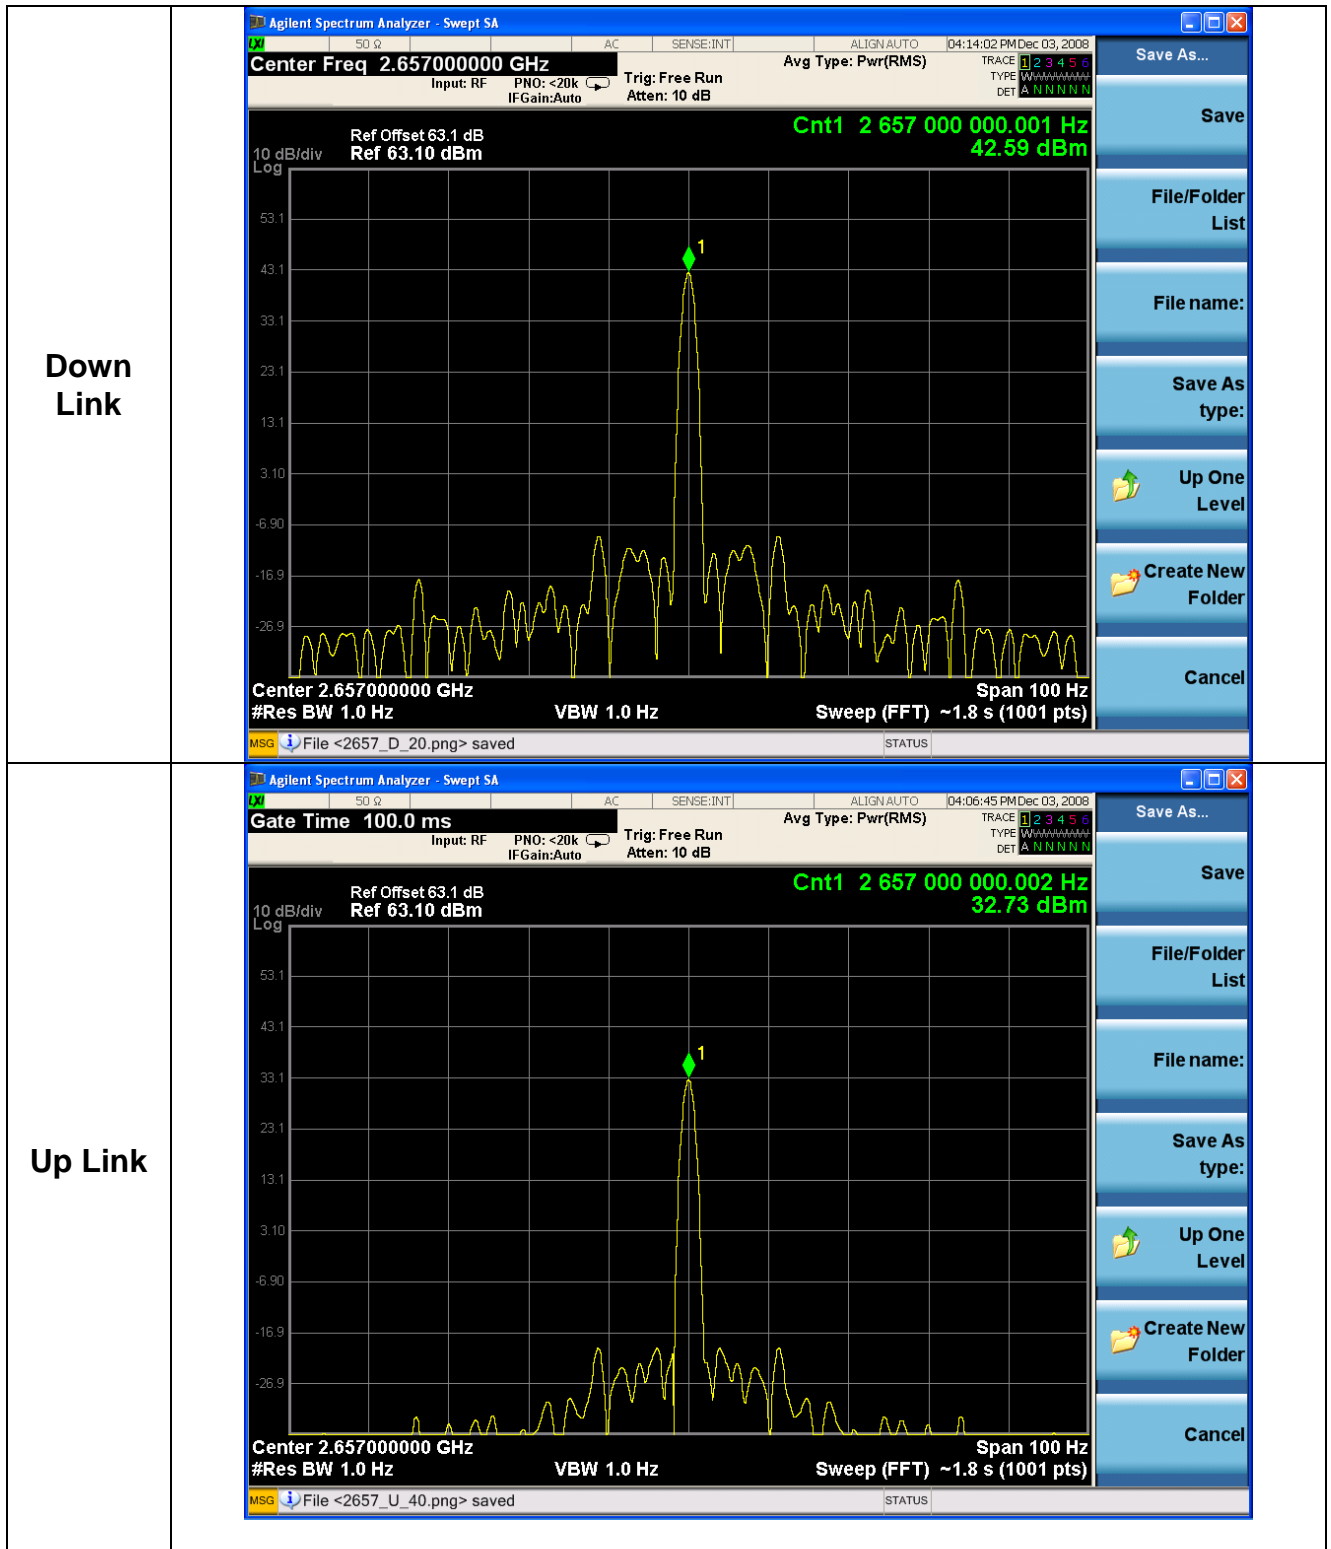 Down
Link
Agilent Spectrum Analyzer - Swept SA
LXI 50 Ω AC SENSE:INT ALIGN AUTO 04:14:02 PM Dec 03, 2008
Center Freq 2.657000000 GHz
Input: RF PNO: <20k IFGain:Auto
Trig: Free Run
Atten: 10 dB
Avg Type: Pwr(RMS)
TRACE 1 2 3 4 5 6
TYPE
DET A N N N N N
Cnt1 2 657 000 000.001 Hz
42.59 dBm
Ref Offset 63.1 dB
10 dB/div Ref 63.10 dBm
Log
53.1
43.1
1
33.1
23.1
13.1
3.10
-6.90
-16.9
-26.9
Center 2.657000000 GHz Span 100 Hz
#Res BW 1.0 Hz VBW 1.0 Hz Sweep (FFT) ~1.8 s (1001 pts)
MSG File <2657_D_20.png> saved STATUS
Save As...
Save
File/Folder
List
File name:
Save As
type:
Up One
Level
Create New
Folder
Cancel
Up Link
Agilent Spectrum Analyzer - Swept SA
LXI 50 Ω AC SENSE:INT ALIGN AUTO 04:06:45 PM Dec 03, 2008
Gate Time 100.0 ms
Input: RF PNO: <20k IFGain:Auto
Trig: Free Run
Atten: 10 dB
Avg Type: Pwr(RMS)
TRACE 1 2 3 4 5 6
TYPE
DET A N N N N N
Cnt1 2 657 000 000.002 Hz
32.73 dBm
Ref Offset 63.1 dB
10 dB/div Ref 63.10 dBm
Log
53.1
43.1
1
33.1
23.1
13.1
3.10
-6.90
-16.9
-26.9
Center 2.657000000 GHz Span 100 Hz
#Res BW 1.0 Hz VBW 1.0 Hz Sweep (FFT) ~1.8 s (1001 pts)
MSG File <2657_U_40.png> saved STATUS
Save As...
Save
File/Folder
List
File name:
Save As
type:
Up One
Level
Create New
Folder
Cancel